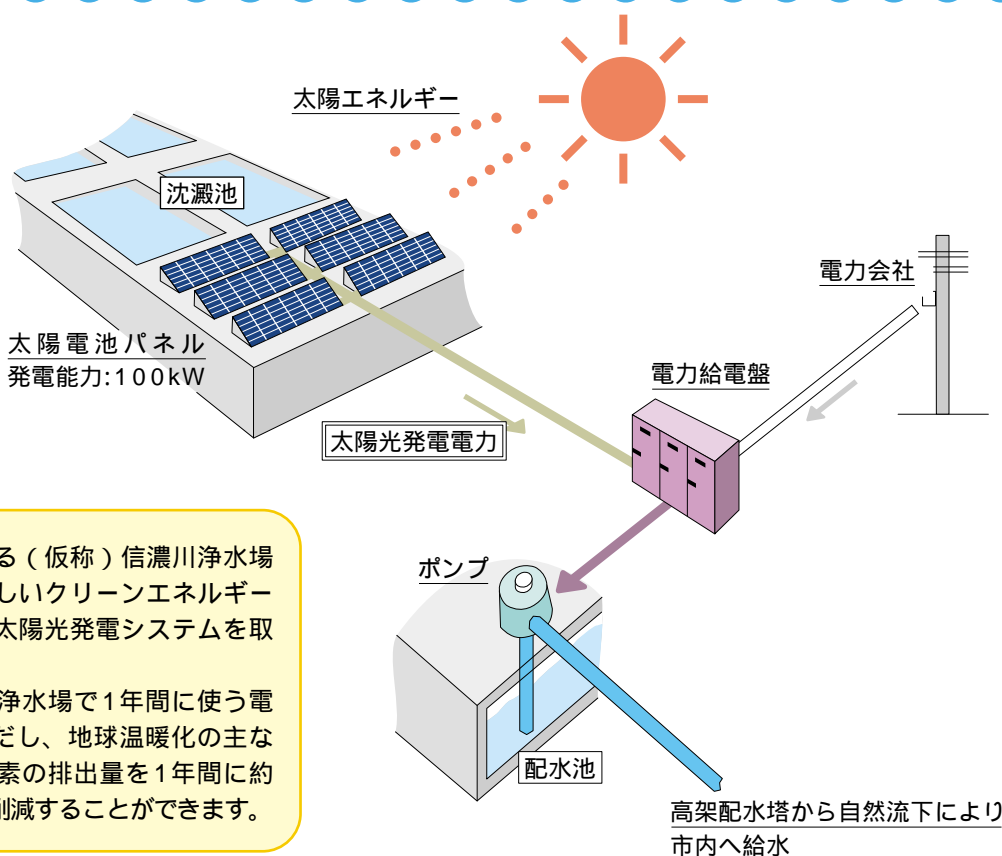 太陽エネルギー
沈澱池
電力会社
太陽電池パネル
発電能力:100kW
電力給電盤
太陽光発電電力
る（仮称）信濃川浄水場
しいクリーンエネルギー
太陽光発電システムを取
浄水場で1年間に使う電
だし、地球温暖化の主な
素の排出量を1年間に約
削減することができます。
ポンプ
配水池
高架配水塔から自然流下により
市内へ給水